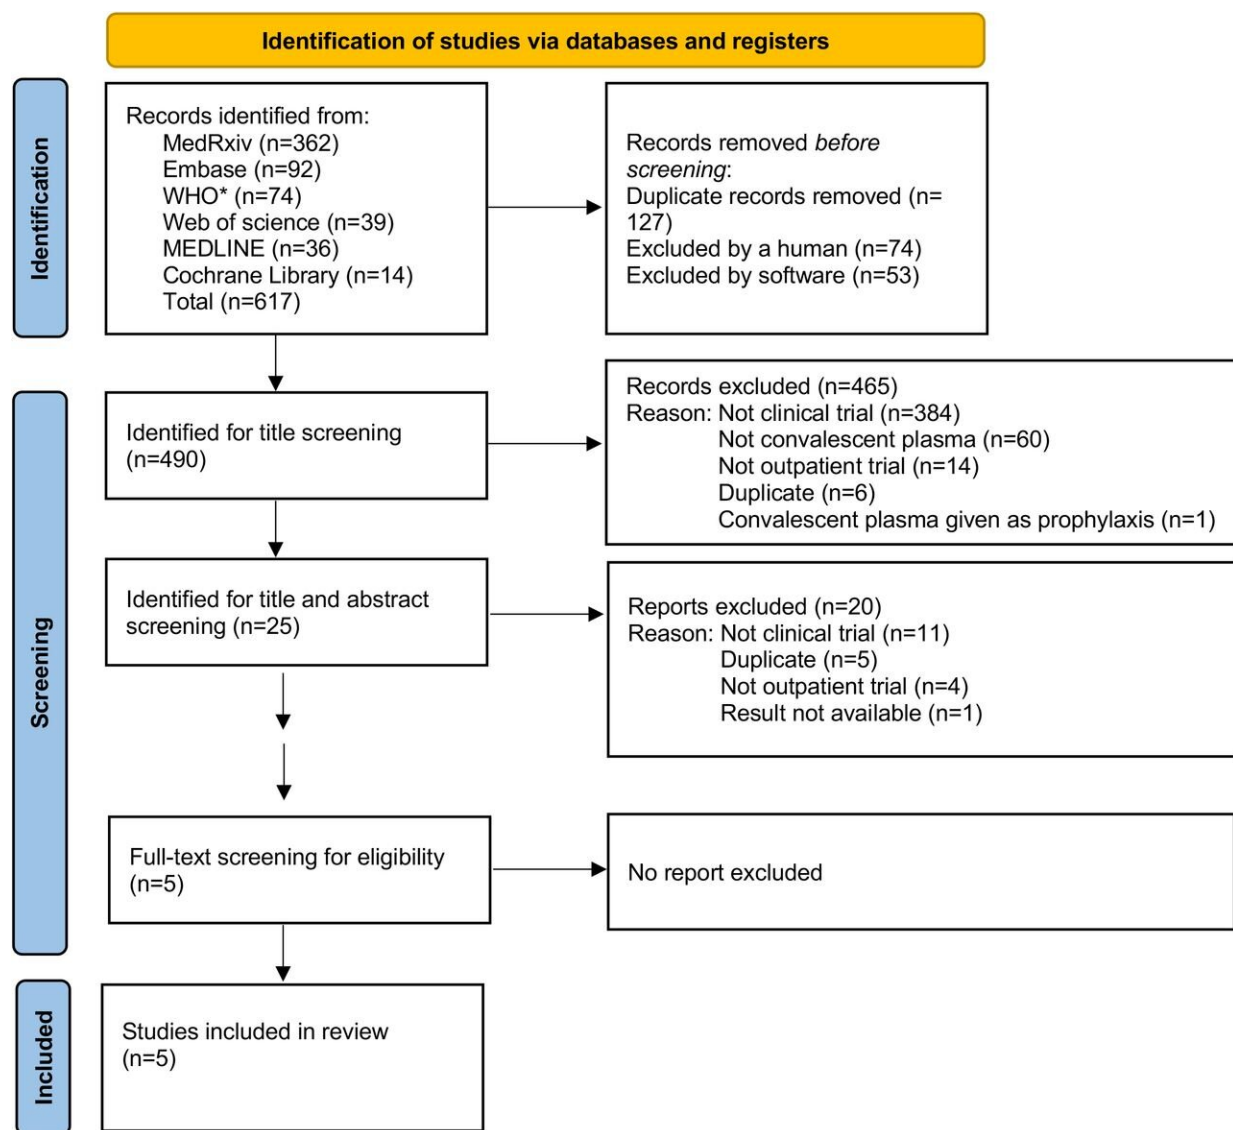 Identification of studies via databases and registers
Identification
Records identified from:
MedRxiv (n=362)
Embase (n=92)
WHO* (n=74)
Web of science (n=39)
MEDLINE (n=36)
Cochrane Library (n=14)
Total (n=617)
Records removed before
screening:
Duplicate records removed (n=
127)
Excluded by a human (n=74)
Excluded by software (n=53)
Screening
Identified for title screening
(n=490)
Records excluded (n=465)
Reason: Not clinical trial (n=384)
Not convalescent plasma (n=60)
Not outpatient trial (n=14)
Duplicate (n=6)
Convalescent plasma given as prophylaxis (n=1)
Identified for title and abstract
screening (n=25)
Reports excluded (n=20)
Reason: Not clinical trial (n=11)
Duplicate (n=5)
Not outpatient trial (n=4)
Result not available (n=1)
Full-text screening for eligibility
(n=5)
No report excluded
Included
Studies included in review
(n=5)